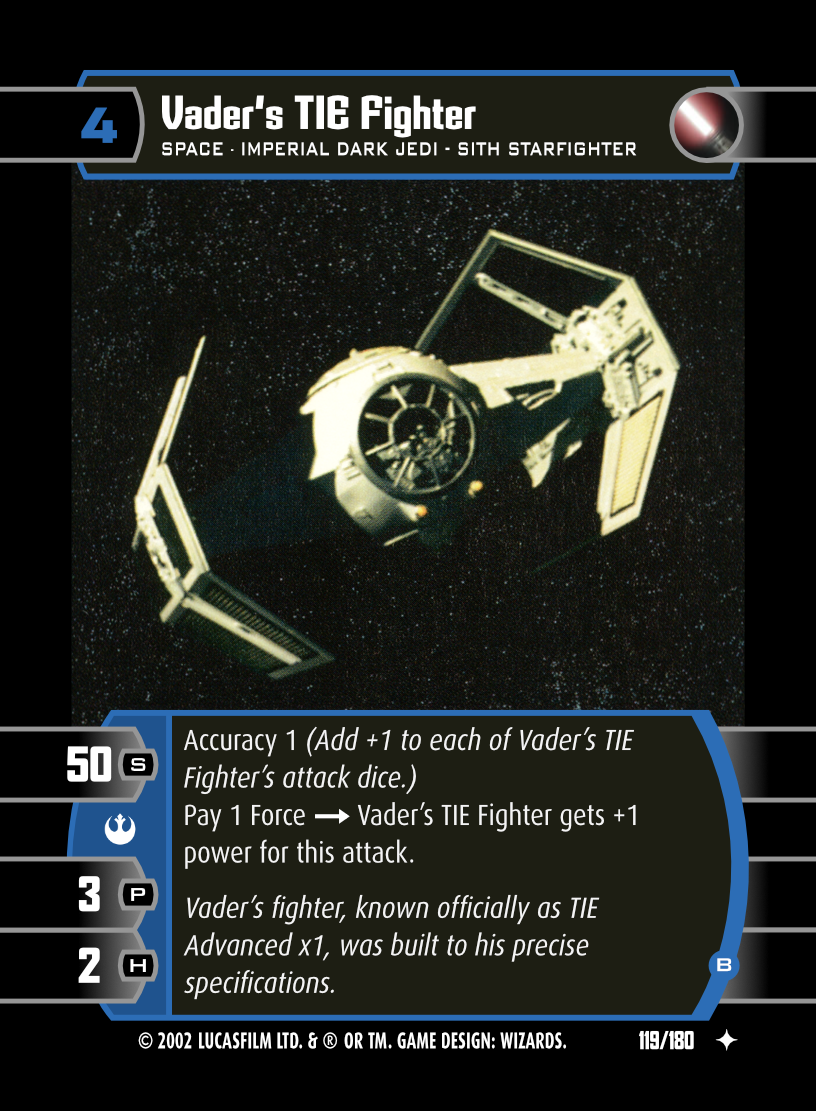 4
Vader's TIE Fighter
SPACE · IMPERIAL DARK JEDI - SITH STARFIGHTER
Accuracy 1 (Add +1 to each of Vader's TIE
Fighter's attack dice.)
Pay 1 Force → Vader's TIE Fighter gets +1
power for this attack.
Vader's fighter, known officially as TIE
Advanced x1, was built to his precise
specifications.
50 S
3 P
2 H
B
© 2002 LUCASFILM LTD. & ® OR TM. GAME DESIGN: WIZARDS.
119/180